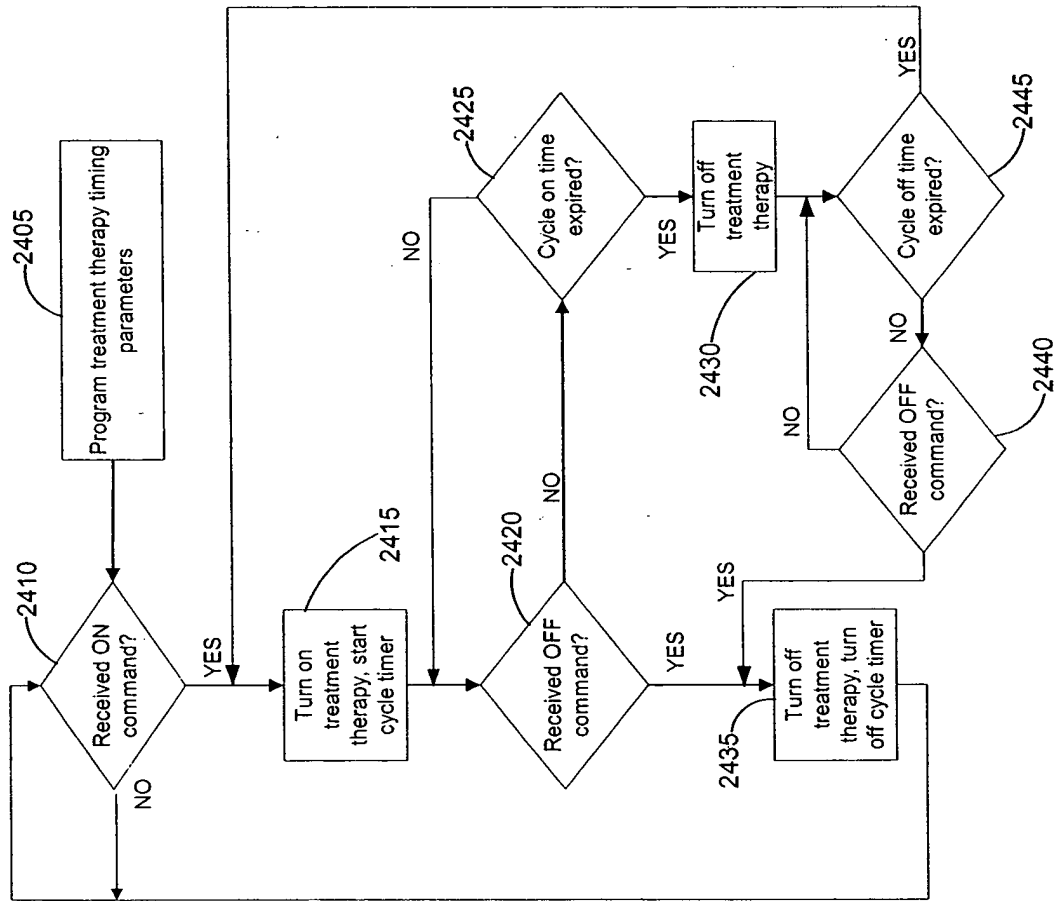 2405
Program treatment therapy timing
parameters
2410
Received ON
command?
NO
YES
2415
Turn on
treatment
therapy, start
cycle timer
2420
Received OFF
command?
NO
YES
2425
Cycle on time
expired?
NO
YES
2430
Turn off
treatment
therapy
2435
Turn off
treatment
therapy, turn
off cycle timer
2440
Received OFF
command?
NO
YES
2445
Cycle off time
expired?
NO
YES